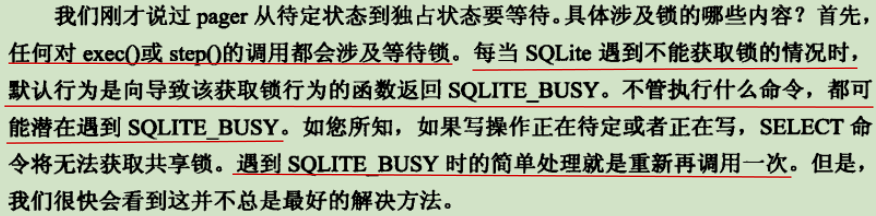 我们刚才说过 pager 从待定状态到独占状态要等待。具体涉及锁的哪些内容？首先，
任何对 exec()或 step()的调用都会涉及等待锁。每当 SQLite 遇到不能获取锁的情况时，
默认行为是向导致该获取锁行为的函数返回 SQLITE_BUSY。不管执行什么命令，都可
能潜在遇到 SQLITE_BUSY。如您所知，如果写操作正在待定或者正在写，SELECT 命
令将无法获取共享锁。遇到 SQLITE_BUSY 时的简单处理就是重新再调用一次。但是，
我们很快会看到这并不总是最好的解决方法。